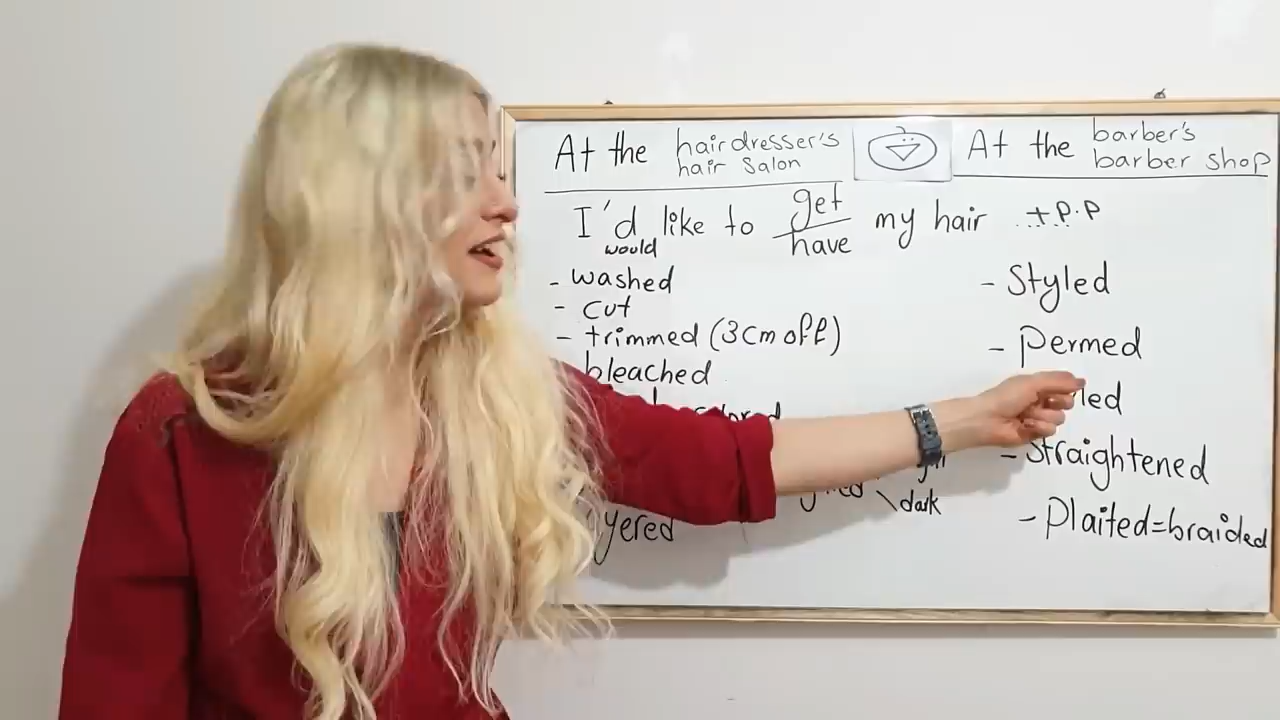 At the hairdresser's
hair Salon
At the barber's
barber shop
I'd like to get my hair ...+P.P
would have
- washed
- cut
- trimmed (3cm off)
bleached
dark
- Styled
- Permed
- Straightened
- Plaited=braided